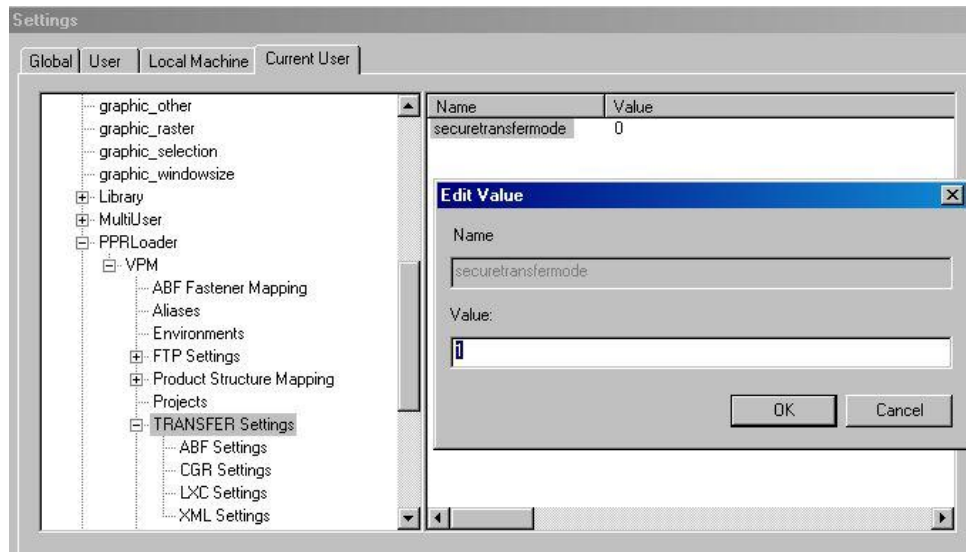 Settings
Global User Local Machine Current User
graphic_other
graphic_raster
graphic_selection
graphic_windowsize
Library
MultiUser
PPRLoader
VPM
ABF Fastener Mapping
Aliases
Environments
FTP Settings
Product Structure Mapping
Projects
TRANSFER Settings
ABF Settings
CGR Settings
LXC Settings
XML Settings
Name Value
securetransfermode 0
Edit Value
Name
securetransfermode
Value:
1
OK Cancel